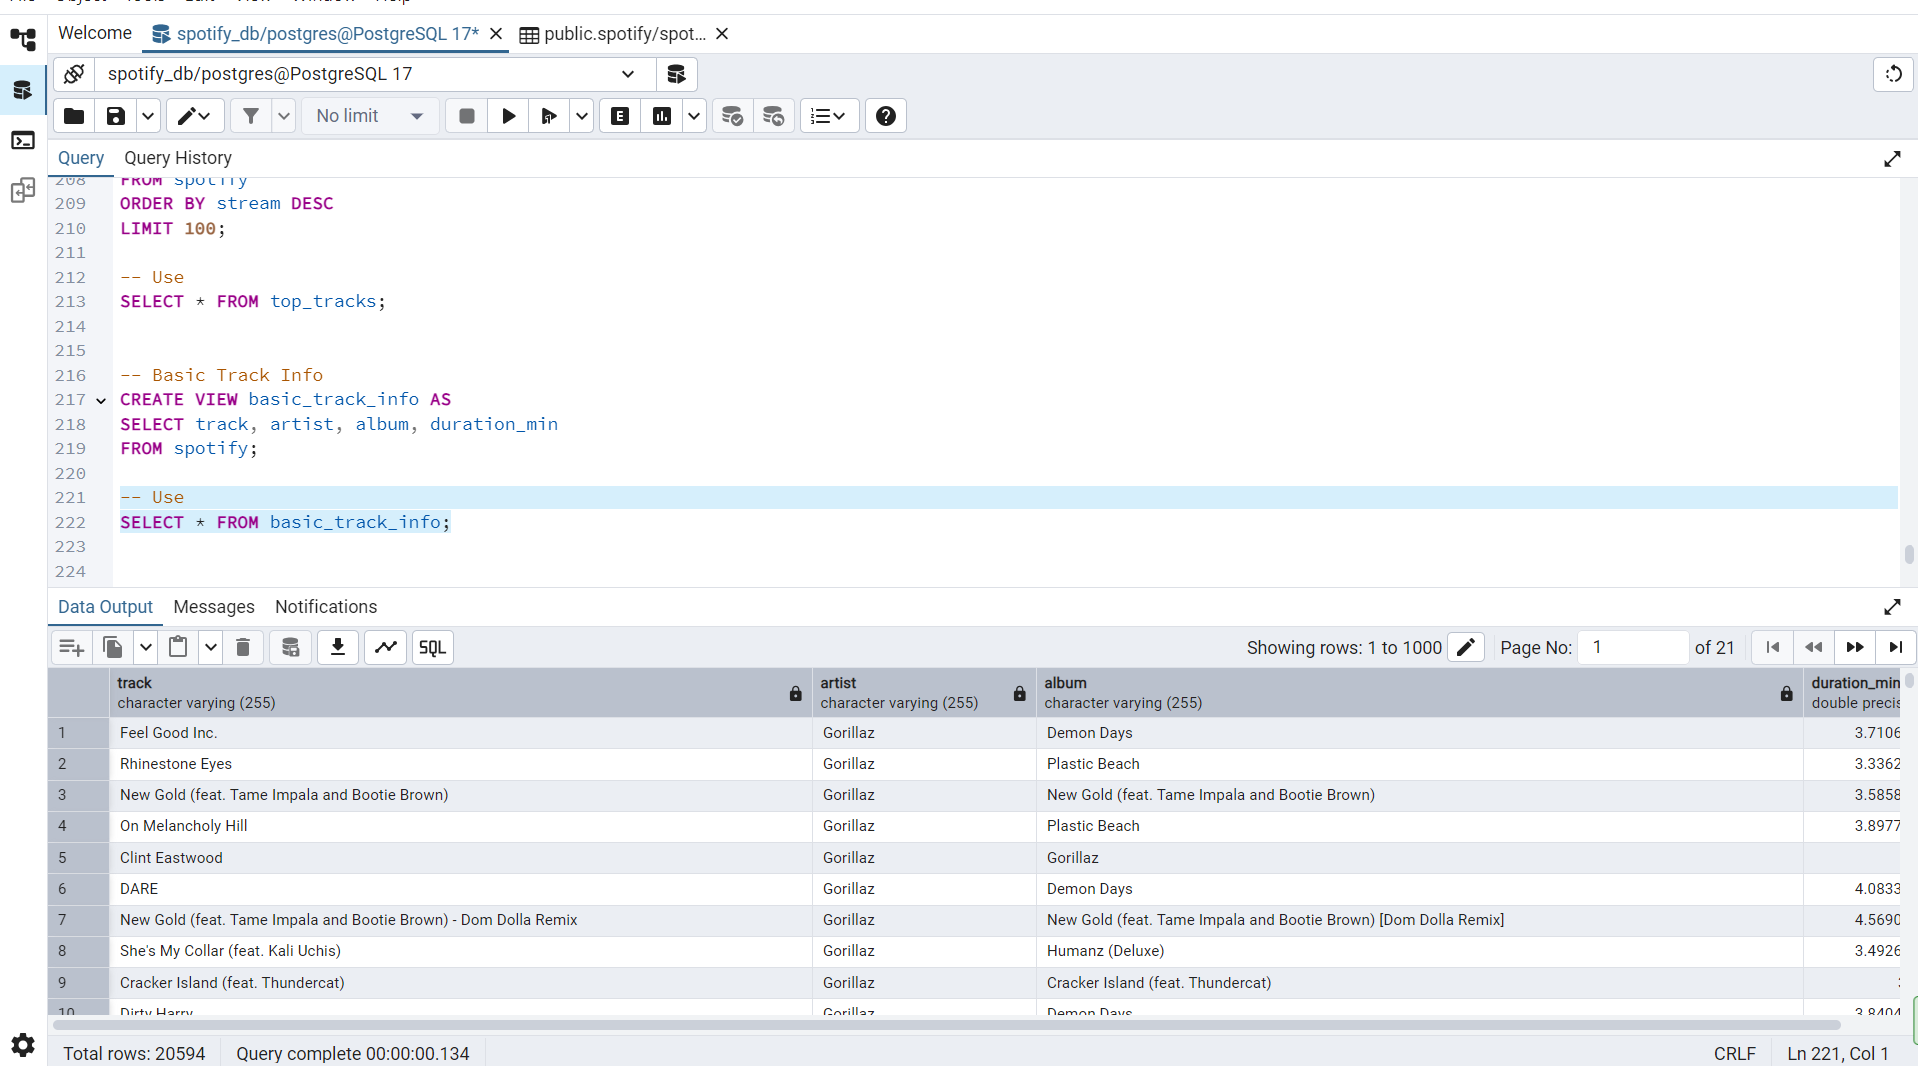 Welcome
spotify_db/postgres@PostgreSQL 17*
public.spotify/spot...
spotify_db/postgres@PostgreSQL 17
No limit
E
Query
Query History
208 FROM spotify
209 ORDER BY stream DESC
210 LIMIT 100;
211
212 -- Use
213 SELECT * FROM top_tracks;
214
215
216 -- Basic Track Info
217 CREATE VIEW basic_track_info AS
218 SELECT track, artist, album, duration_min
219 FROM spotify;
220
221 -- Use
222 SELECT * FROM basic_track_info;
223
224
Data Output Messages Notifications
SQL
Showing rows: 1 to 1000
Page No: 1 of 21
track artist album duration_min
character varying (255) character varying (255) character varying (255) double precis
1 Feel Good Inc. Gorillaz Demon Days 3.7106
2 Rhinestone Eyes Gorillaz Plastic Beach 3.3362
3 New Gold (feat. Tame Impala and Bootie Brown) Gorillaz New Gold (feat. Tame Impala and Bootie Brown) 3.5858
4 On Melancholy Hill Gorillaz Plastic Beach 3.8977
5 Clint Eastwood Gorillaz Gorillaz
6 DARE Gorillaz Demon Days 4.0833
7 New Gold (feat. Tame Impala and Bootie Brown) - Dom Dolla Remix Gorillaz New Gold (feat. Tame Impala and Bootie Brown) [Dom Dolla Remix] 4.5690
8 She's My Collar (feat. Kali Uchis) Gorillaz Humanz (Deluxe) 3.4926
9 Cracker Island (feat. Thundercat) Gorillaz Cracker Island (feat. Thundercat)
10 Dirty Harry Gorillaz Demon Days 3.8404
Total rows: 20594
Query complete 00:00:00.134
CRLF
Ln 221, Col 1